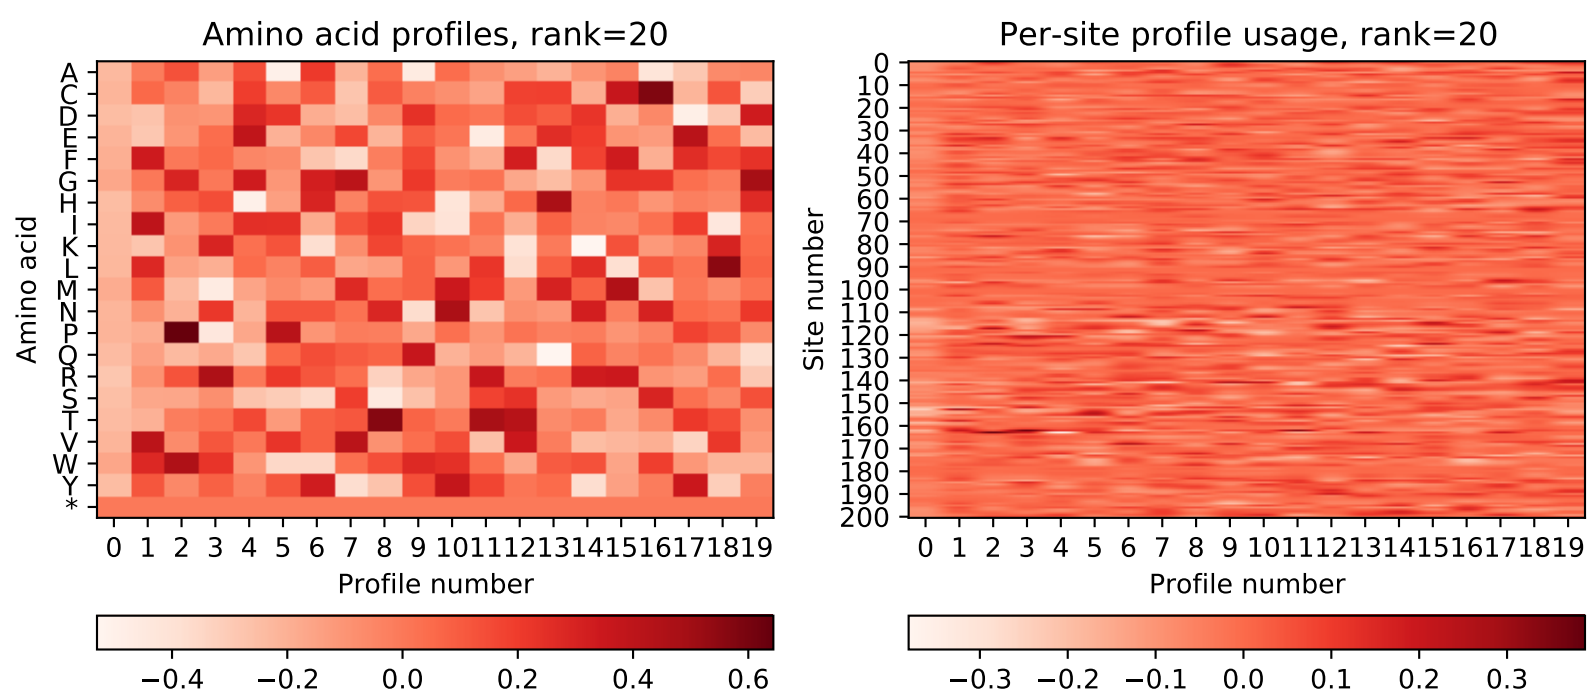 Amino acid profiles, rank=20
Amino acid
A
C
D
E
F
G
H
I
K
L
M
N
P
Q
R
S
T
V
W
Y
*
0 1 2 3 4 5 6 7 8 9 10 11 12 13 14 15 16 17 18 19
Profile number
−0.4 −0.2 0.0 0.2 0.4 0.6
Per-site profile usage, rank=20
Site number
0
10
20
30
40
50
60
70
80
90
100
110
120
130
140
150
160
170
180
190
200
0 1 2 3 4 5 6 7 8 9 10 11 12 13 14 15 16 17 18 19
Profile number
−0.3 −0.2 −0.1 0.0 0.1 0.2 0.3